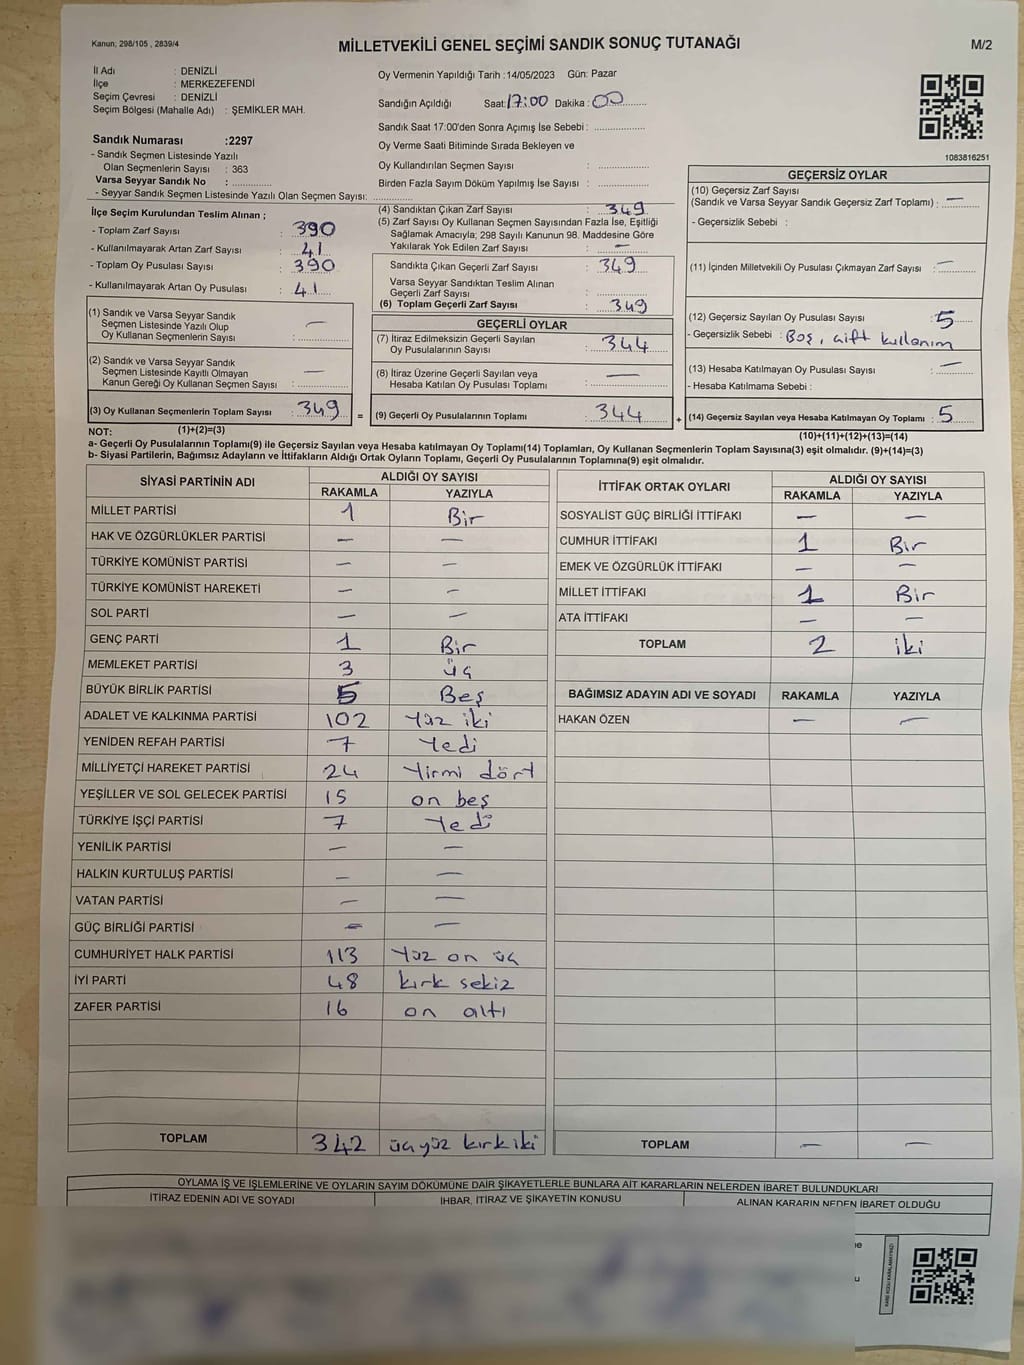 Kanun; 298/105 , 2839/4
MİLLETVEKİLİ GENEL SEÇİMİ SANDIK SONUÇ TUTANAĞI
M/2
İl Adı : DENİZLİ
İlçe : MERKEZEFENDİ
Seçim Çevresi : DENİZLİ
Seçim Bölgesi (Mahalle Adı) : ŞEMİKLER MAH.
Sandık Numarası :2297
- Sandık Seçmen Listesinde Yazılı
Olan Seçmenlerin Sayısı : 363
Varsa Seyyar Sandık No :
- Seyyar Sandık Seçmen Listesinde Yazılı Olan Seçmen Sayısı:
İlçe Seçim Kurulundan Teslim Alınan ;
- Toplam Zarf Sayısı : 390
- Kullanılmayarak Artan Zarf Sayısı : 41
- Toplam Oy Pusulası Sayısı : 390
- Kullanılmayarak Artan Oy Pusulası : 41
(1) Sandık ve Varsa Seyyar Sandık
Seçmen Listesinde Yazılı Olup
Oy Kullanan Seçmenlerin Sayısı : —
(2) Sandık ve Varsa Seyyar Sandık
Seçmen Listesinde Kayıtlı Olmayan
Kanun Gereği Oy Kullanan Seçmen Sayısı : —
(3) Oy Kullanan Seçmenlerin Toplam Sayısı : 349
(1)+(2)=(3)
Oy Vermenin Yapıldığı Tarih :14/05/2023 Gün: Pazar
Sandığın Açıldığı Saat: 17:00 Dakika : 00
Sandık Saat 17:00'den Sonra Açımış İse Sebebi :
Oy Verme Saati Bitiminde Sırada Bekleyen ve
Oy Kullandırılan Seçmen Sayısı :
Birden Fazla Sayım Döküm Yapılmış İse Sayısı :
(4) Sandıktan Çıkan Zarf Sayısı : 349
(5) Zarf Sayısı Oy Kullanan Seçmen Sayısından Fazla İse, Eşitliği
Sağlamak Amacıyla; 298 Sayılı Kanunun 98. Maddesine Göre
Yakılarak Yok Edilen Zarf Sayısı : —
Sandıkta Çıkan Geçerli Zarf Sayısı : 349
Varsa Seyyar Sandıktan Teslim Alınan
Geçerli Zarf Sayısı :
(6) Toplam Geçerli Zarf Sayısı : 349
GEÇERLİ OYLAR
(7) İtiraz Edilmeksizin Geçerli Sayılan
Oy Pusulalarının Sayısı : 344
(8) İtiraz Üzerine Geçerli Sayılan veya
Hesaba Katılan Oy Pusulası Toplamı : —
= (9) Geçerli Oy Pusulalarının Toplamı : 344
1083816251
GEÇERSİZ OYLAR
(10) Geçersiz Zarf Sayısı
(Sandık ve Varsa Seyyar Sandık Geçersiz Zarf Toplamı) : —
- Geçersizlik Sebebi :
(11) İçinden Milletvekili Oy Pusulası Çıkmayan Zarf Sayısı : —
(12) Geçersiz Sayılan Oy Pusulası Sayısı : 5
- Geçersizlik Sebebi : Boş, çift kullanım
(13) Hesaba Katılmayan Oy Pusulası Sayısı : —
- Hesaba Katılmama Sebebi :
+ (14) Geçersiz Sayılan veya Hesaba Katılmayan Oy Toplamı : 5
(10)+(11)+(12)+(13)=(14)
NOT:
a- Geçerli Oy Pusulalarının Toplamı(9) ile Geçersiz Sayılan veya Hesaba katılmayan Oy Toplamı(14) Toplamları, Oy Kullanan Seçmenlerin Toplam Sayısına(3) eşit olmalıdır. (9)+(14)=(3)
b- Siyasi Partilerin, Bağımsız Adayların ve İttifakların Aldığı Ortak Oyların Toplamı, Geçerli Oy Pusulalarının Toplamına(9) eşit olmalıdır.
SİYASİ PARTİNİN ADI ALDIĞI OY SAYISI
RAKAMLA YAZIYLA
MİLLET PARTİSİ 1 Bir
HAK VE ÖZGÜRLÜKLER PARTİSİ — —
TÜRKİYE KOMÜNİST PARTİSİ — —
TÜRKİYE KOMÜNİST HAREKETİ — —
SOL PARTİ — —
GENÇ PARTİ 1 Bir
MEMLEKET PARTİSİ 3 üç
BÜYÜK BİRLİK PARTİSİ 5 Beş
ADALET VE KALKINMA PARTİSİ 102 Yüz iki
YENİDEN REFAH PARTİSİ 7 Yedi
MİLLİYETÇİ HAREKET PARTİSİ 24 Yirmi dört
YEŞİLLER VE SOL GELECEK PARTİSİ 15 on beş
TÜRKİYE İŞÇİ PARTİSİ 7 Yedi
YENİLİK PARTİSİ — —
HALKIN KURTULUŞ PARTİSİ — —
VATAN PARTİSİ — —
GÜÇ BİRLİĞİ PARTİSİ — —
CUMHURİYET HALK PARTİSİ 113 Yüz on üç
İYİ PARTİ 48 kırk sekiz
ZAFER PARTİSİ 16 on altı
TOPLAM 342 üçyüz kırkiki
İTTİFAK ORTAK OYLARI ALDIĞI OY SAYISI
RAKAMLA YAZIYLA
SOSYALİST GÜÇ BİRLİĞİ İTTİFAKI — —
CUMHUR İTTİFAKI 1 Bir
EMEK VE ÖZGÜRLÜK İTTİFAKI — —
MİLLET İTTİFAKI 1 Bir
ATA İTTİFAKI — —
TOPLAM 2 iki
BAĞIMSIZ ADAYIN ADI VE SOYADI RAKAMLA YAZIYLA
HAKAN ÖZEN — —
TOPLAM — —
OYLAMA İŞ VE İŞLEMLERİNE VE OYLARIN SAYIM DÖKÜMÜNE DAİR ŞİKAYETLERLE BUNLARA AİT KARARLARIN NELERDEN İBARET BULUNDUKLARI
İTİRAZ EDENİN ADI VE SOYADI İHBAR, İTİRAZ VE ŞİKAYETİN KONUSU ALINAN KARARIN NEDEN İBARET OLDUĞU